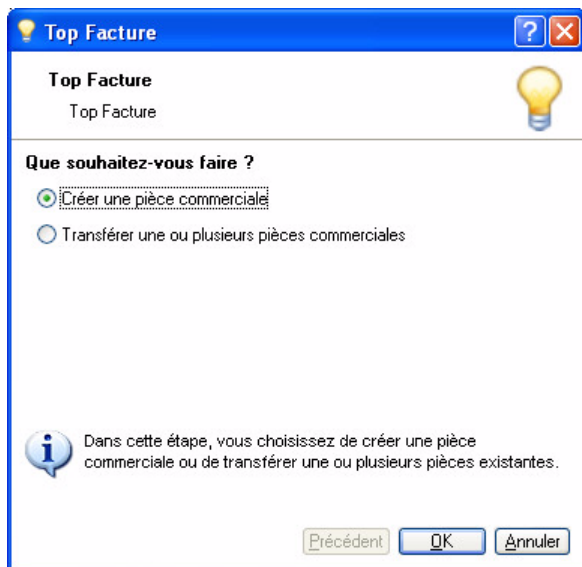 Top Facture
Top Facture
Top Facture
Que souhaitez-vous faire ?
Créer une pièce commerciale
Transférer une ou plusieurs pièces commerciales
Dans cette étape, vous choisissez de créer une pièce
commerciale ou de transférer une ou plusieurs pièces existantes.
Précédent OK Annuler